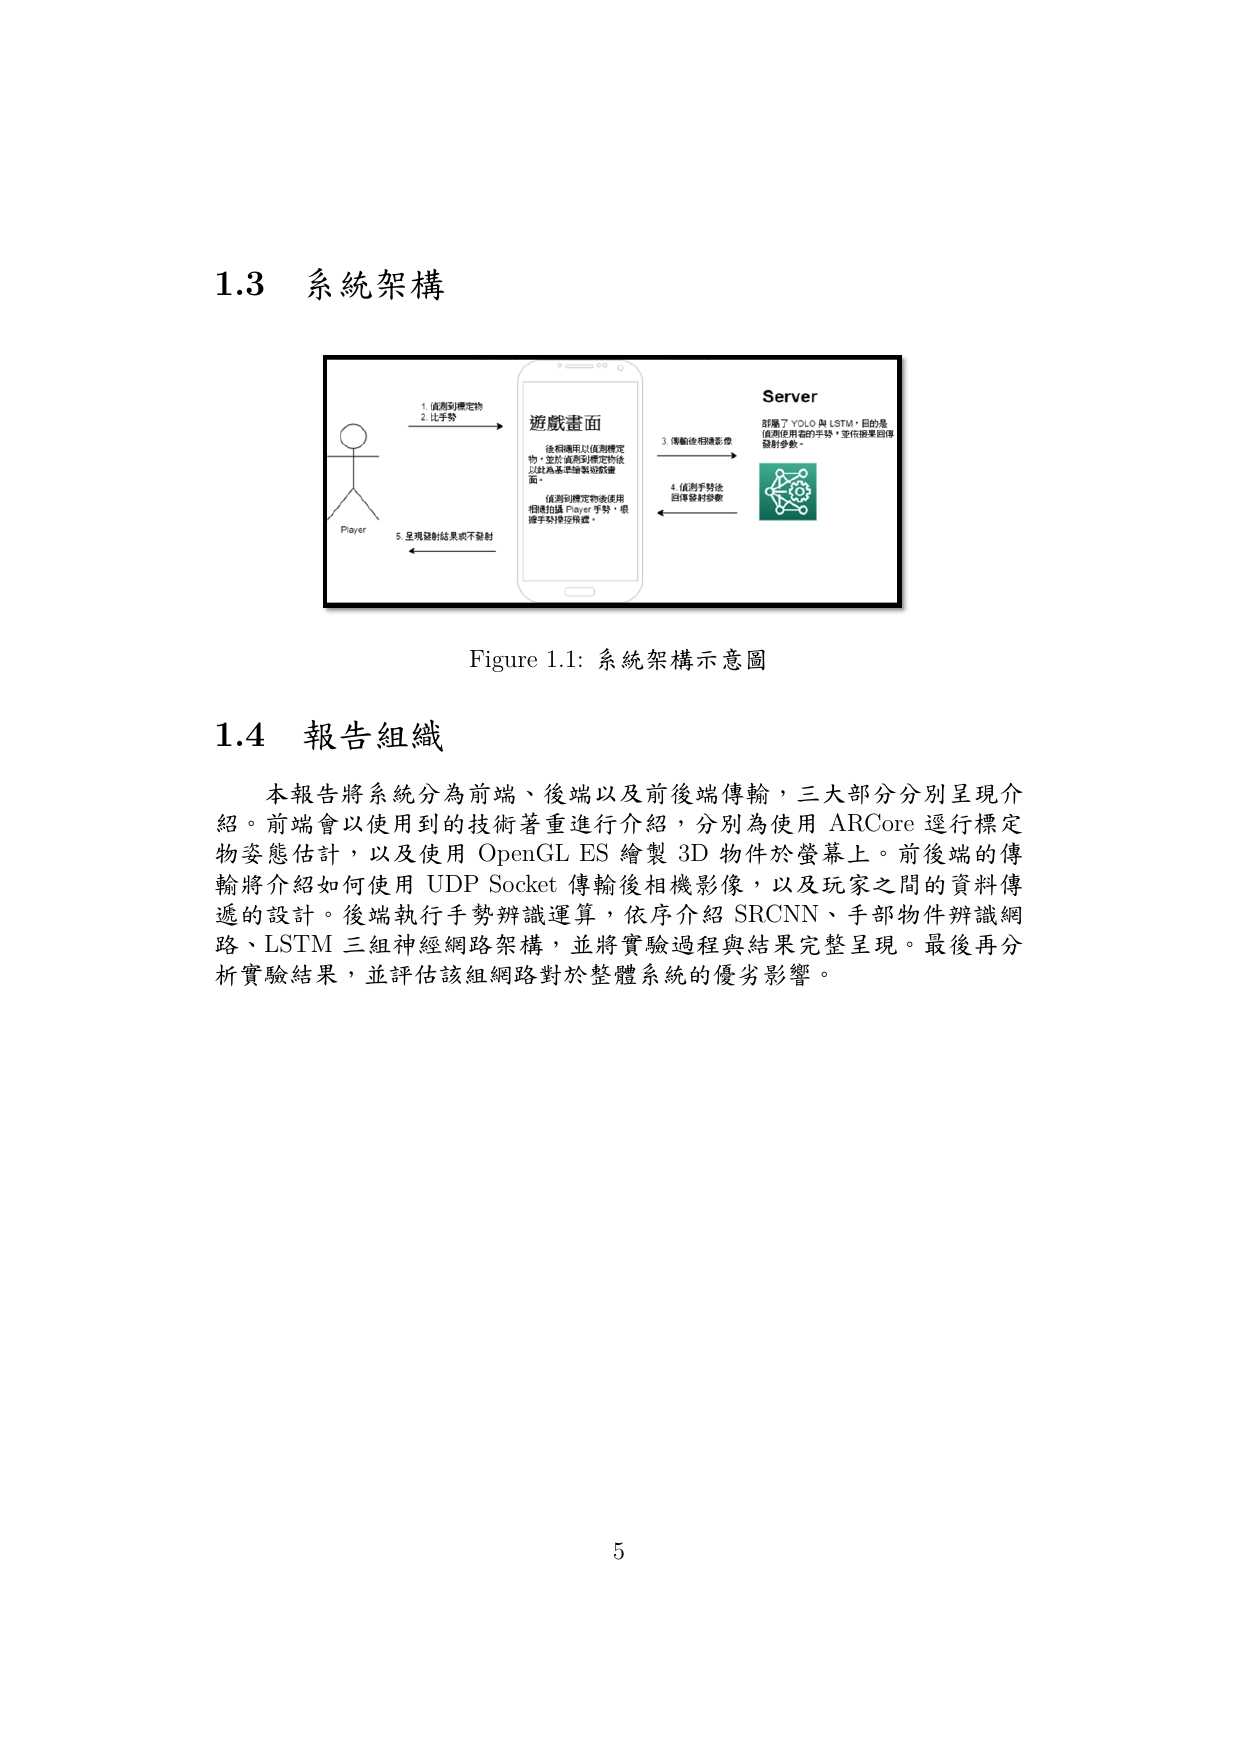 1.3 系統架構
1. 偵測到標定物
2. 比手勢
Player
5. 呈現發射結果或不發射
遊戲畫面
後相機用以偵測標定
物，並於偵測到標定物後
以此為基準繪製遊戲畫
面。
偵測到標定物後使用
相機拍攝 Player 手勢，根
據手勢操控飛鏢。
3. 傳輸後相機影像
4. 偵測手勢後
回傳發射參數
Server
部屬了 YOLO 與 LSTM，目的是
偵測使用者的手勢，並依據果回傳
發射參數。
Figure 1.1: 系統架構示意圖
1.4 報告組織
本報告將系統分為前端、後端以及前後端傳輸，三大部分分別呈現介
紹。前端會以使用到的技術著重進行介紹，分別為使用 ARCore 逕行標定
物姿態估計，以及使用 OpenGL ES 繪製 3D 物件於螢幕上。前後端的傳
輸將介紹如何使用 UDP Socket 傳輸後相機影像，以及玩家之間的資料傳
遞的設計。後端執行手勢辨識運算，依序介紹 SRCNN、手部物件辨識網
路、LSTM 三組神經網路架構，並將實驗過程與結果完整呈現。最後再分
析實驗結果，並評估該組網路對於整體系統的優劣影響。
5